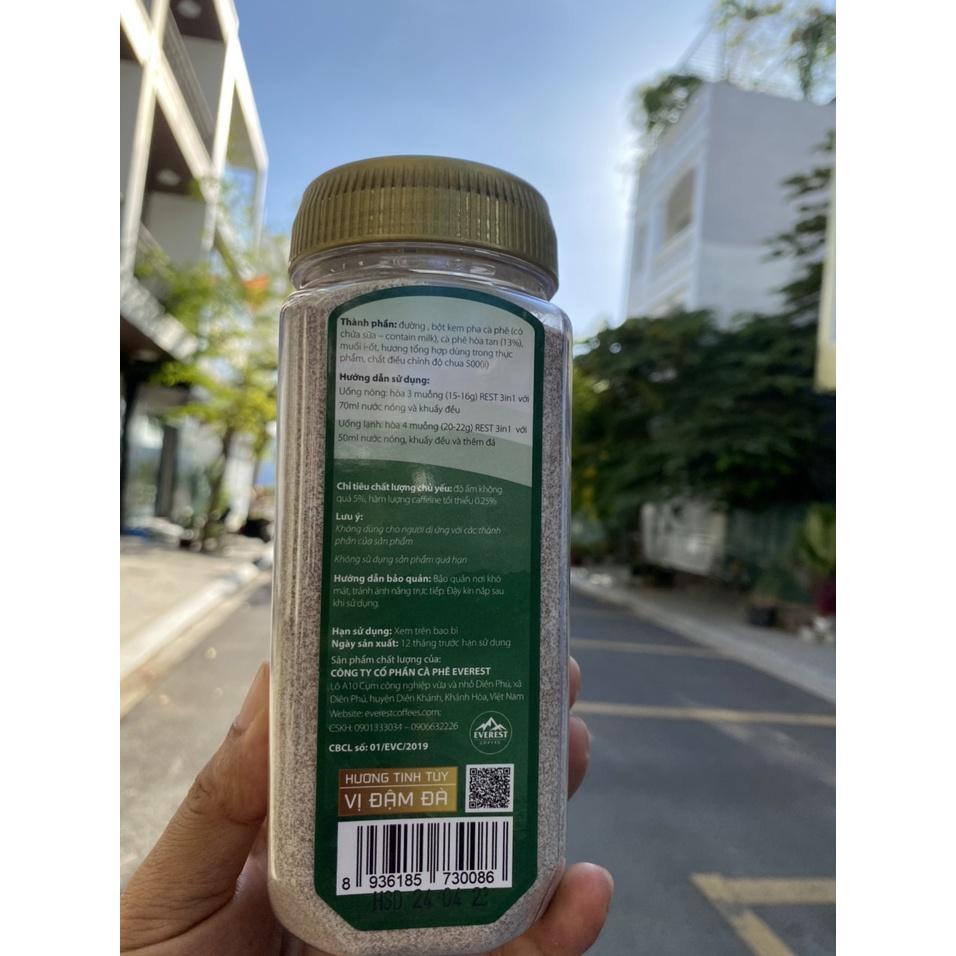 Thành phần: đường , bột kem pha cà phê (có
chứa sữa – contain milk), cà phê hòa tan (13%),
muối i-ốt, hương tổng hợp dùng trong thực
phẩm, chất điều chỉnh độ chua 500(ii)
Hướng dẫn sử dụng:
Uống nóng: hòa 3 muỗng (15-16g) REST 3in1 với
70ml nước nóng và khuấy đều
Uống lạnh: hòa 4 muỗng (20-22g) REST 3in1 với
50ml nước nóng, khuấy đều và thêm đá
Chỉ tiêu chất lượng chủ yếu: độ ẩm không
quá 5%, hàm lượng caffeine tối thiểu 0.25%
Lưu ý:
Không dùng cho người dị ứng với các thành
phần của sản phẩm
Không sử dụng sản phẩm quá hạn
Hướng dẫn bảo quản: Bảo quản nơi khô
mát, tránh ánh nắng trực tiếp. Đậy kín nắp sau
khi sử dụng.
Hạn sử dụng: Xem trên bao bì
Ngày sản xuất: 12 tháng trước hạn sử dụng
Sản phẩm chất lượng của:
CÔNG TY CỔ PHẦN CÀ PHÊ EVEREST
Lô A10 Cụm công nghiệp vừa và nhỏ Diên Phú, xã
Diên Phú, huyện Diên Khánh, Khánh Hòa, Việt Nam
Website: everestcoffees.com;
CSKH: 0901333034 – 0906632226
EVEREST
COFFEE
CBCL số: 01/EVC/2019
HƯƠNG TINH TÚY
VỊ ĐẬM ĐÀ
8 936185 730086
HSD 24 04 23